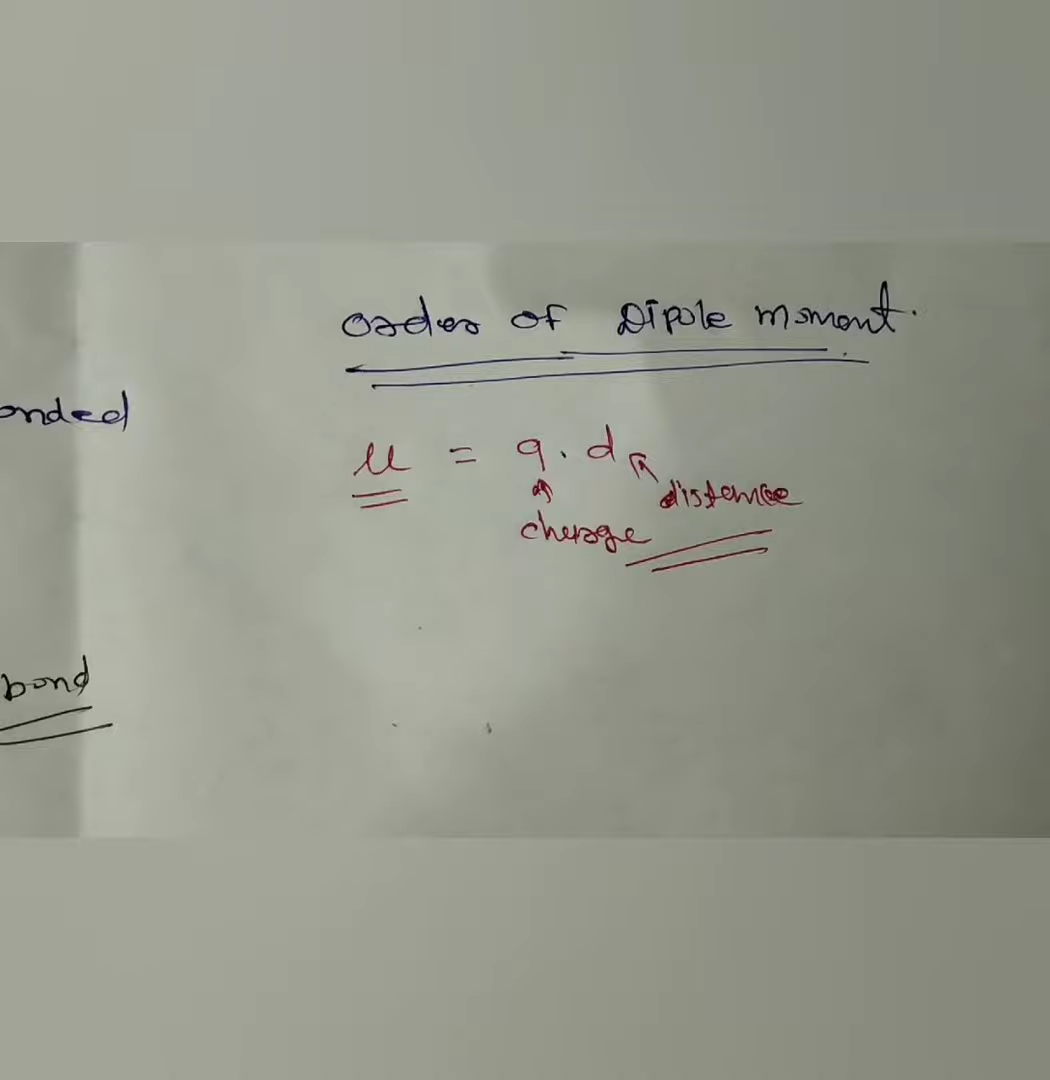 order of Dipole moment.
onded
μ = q. d
distance
charge
bond